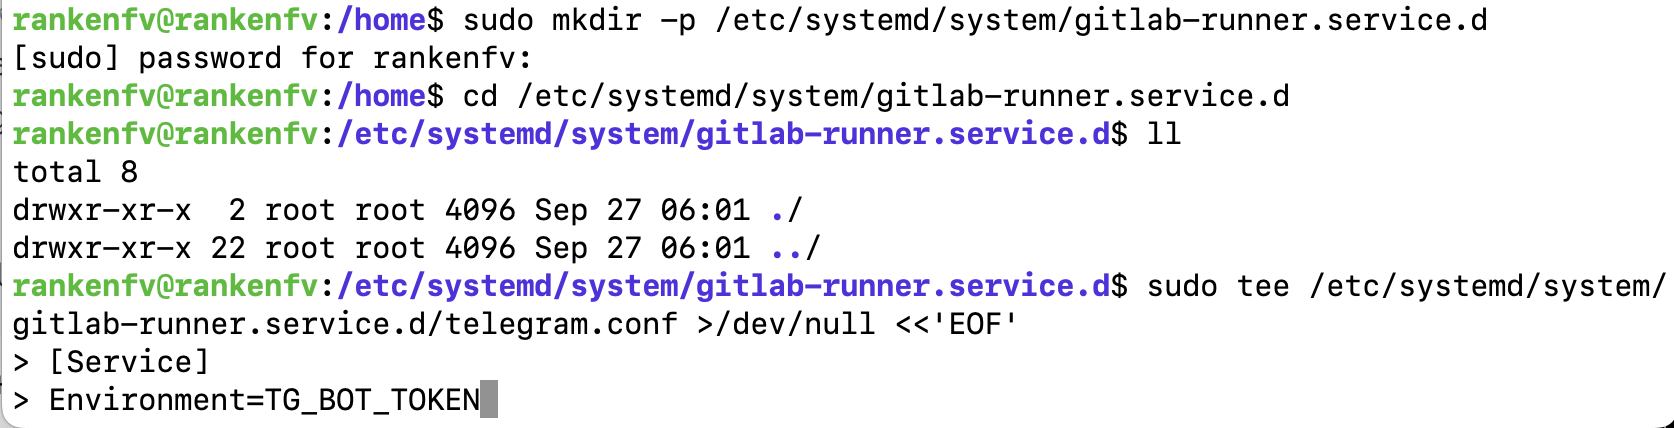 rankenfv@rankenfv:/home$ sudo mkdir -p /etc/systemd/system/gitlab-runner.service.d
[sudo] password for rankenfv:
rankenfv@rankenfv:/home$ cd /etc/systemd/system/gitlab-runner.service.d
rankenfv@rankenfv:/etc/systemd/system/gitlab-runner.service.d$ ll
total 8
drwxr-xr-x  2 root root 4096 Sep 27 06:01 ./
drwxr-xr-x 22 root root 4096 Sep 27 06:01 ../
rankenfv@rankenfv:/etc/systemd/system/gitlab-runner.service.d$ sudo tee /etc/systemd/system/
gitlab-runner.service.d/telegram.conf >/dev/null <<'EOF'
> [Service]
> Environment=TG_BOT_TOKEN